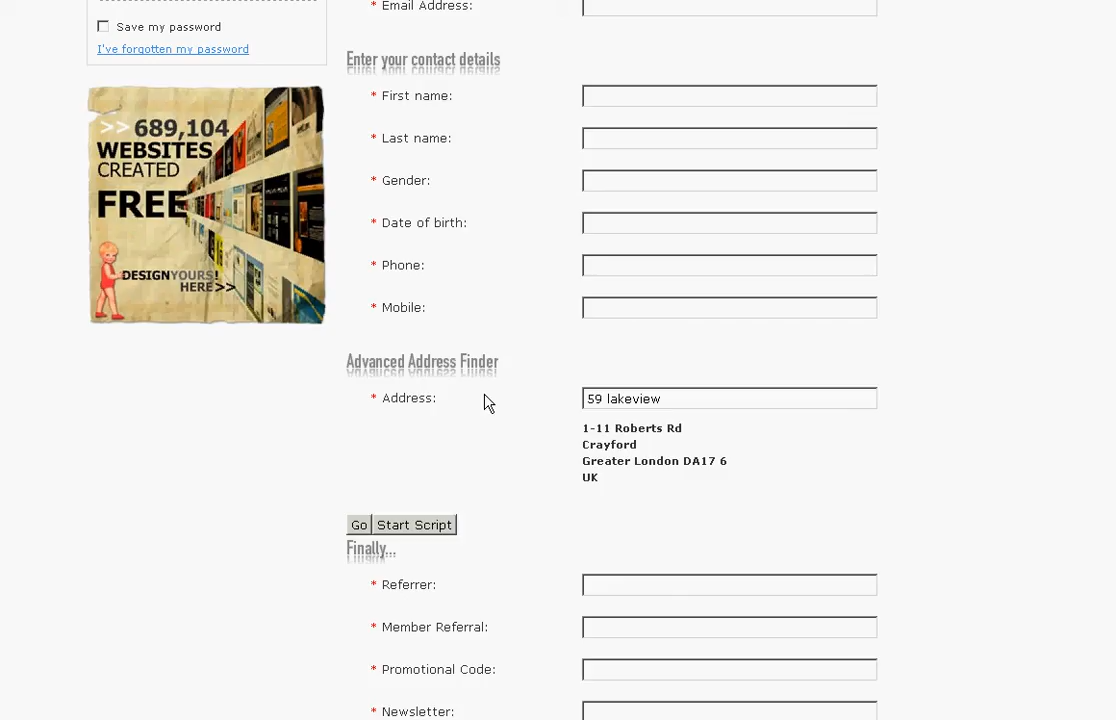 * Email Address:
Save my password
I've forgotten my password
>> 689,104
WEBSITES
CREATED
FREE
DESIGNYOURS!
HERE>>
Enter your contact details
* First name:
* Last name:
* Gender:
* Date of birth:
* Phone:
* Mobile:
Advanced Address Finder
* Address: 59 lakeview
1-11 Roberts Rd
Crayford
Greater London DA17 6
UK
Go Start Script
Finally...
* Referrer:
* Member Referral:
* Promotional Code:
* Newsletter: